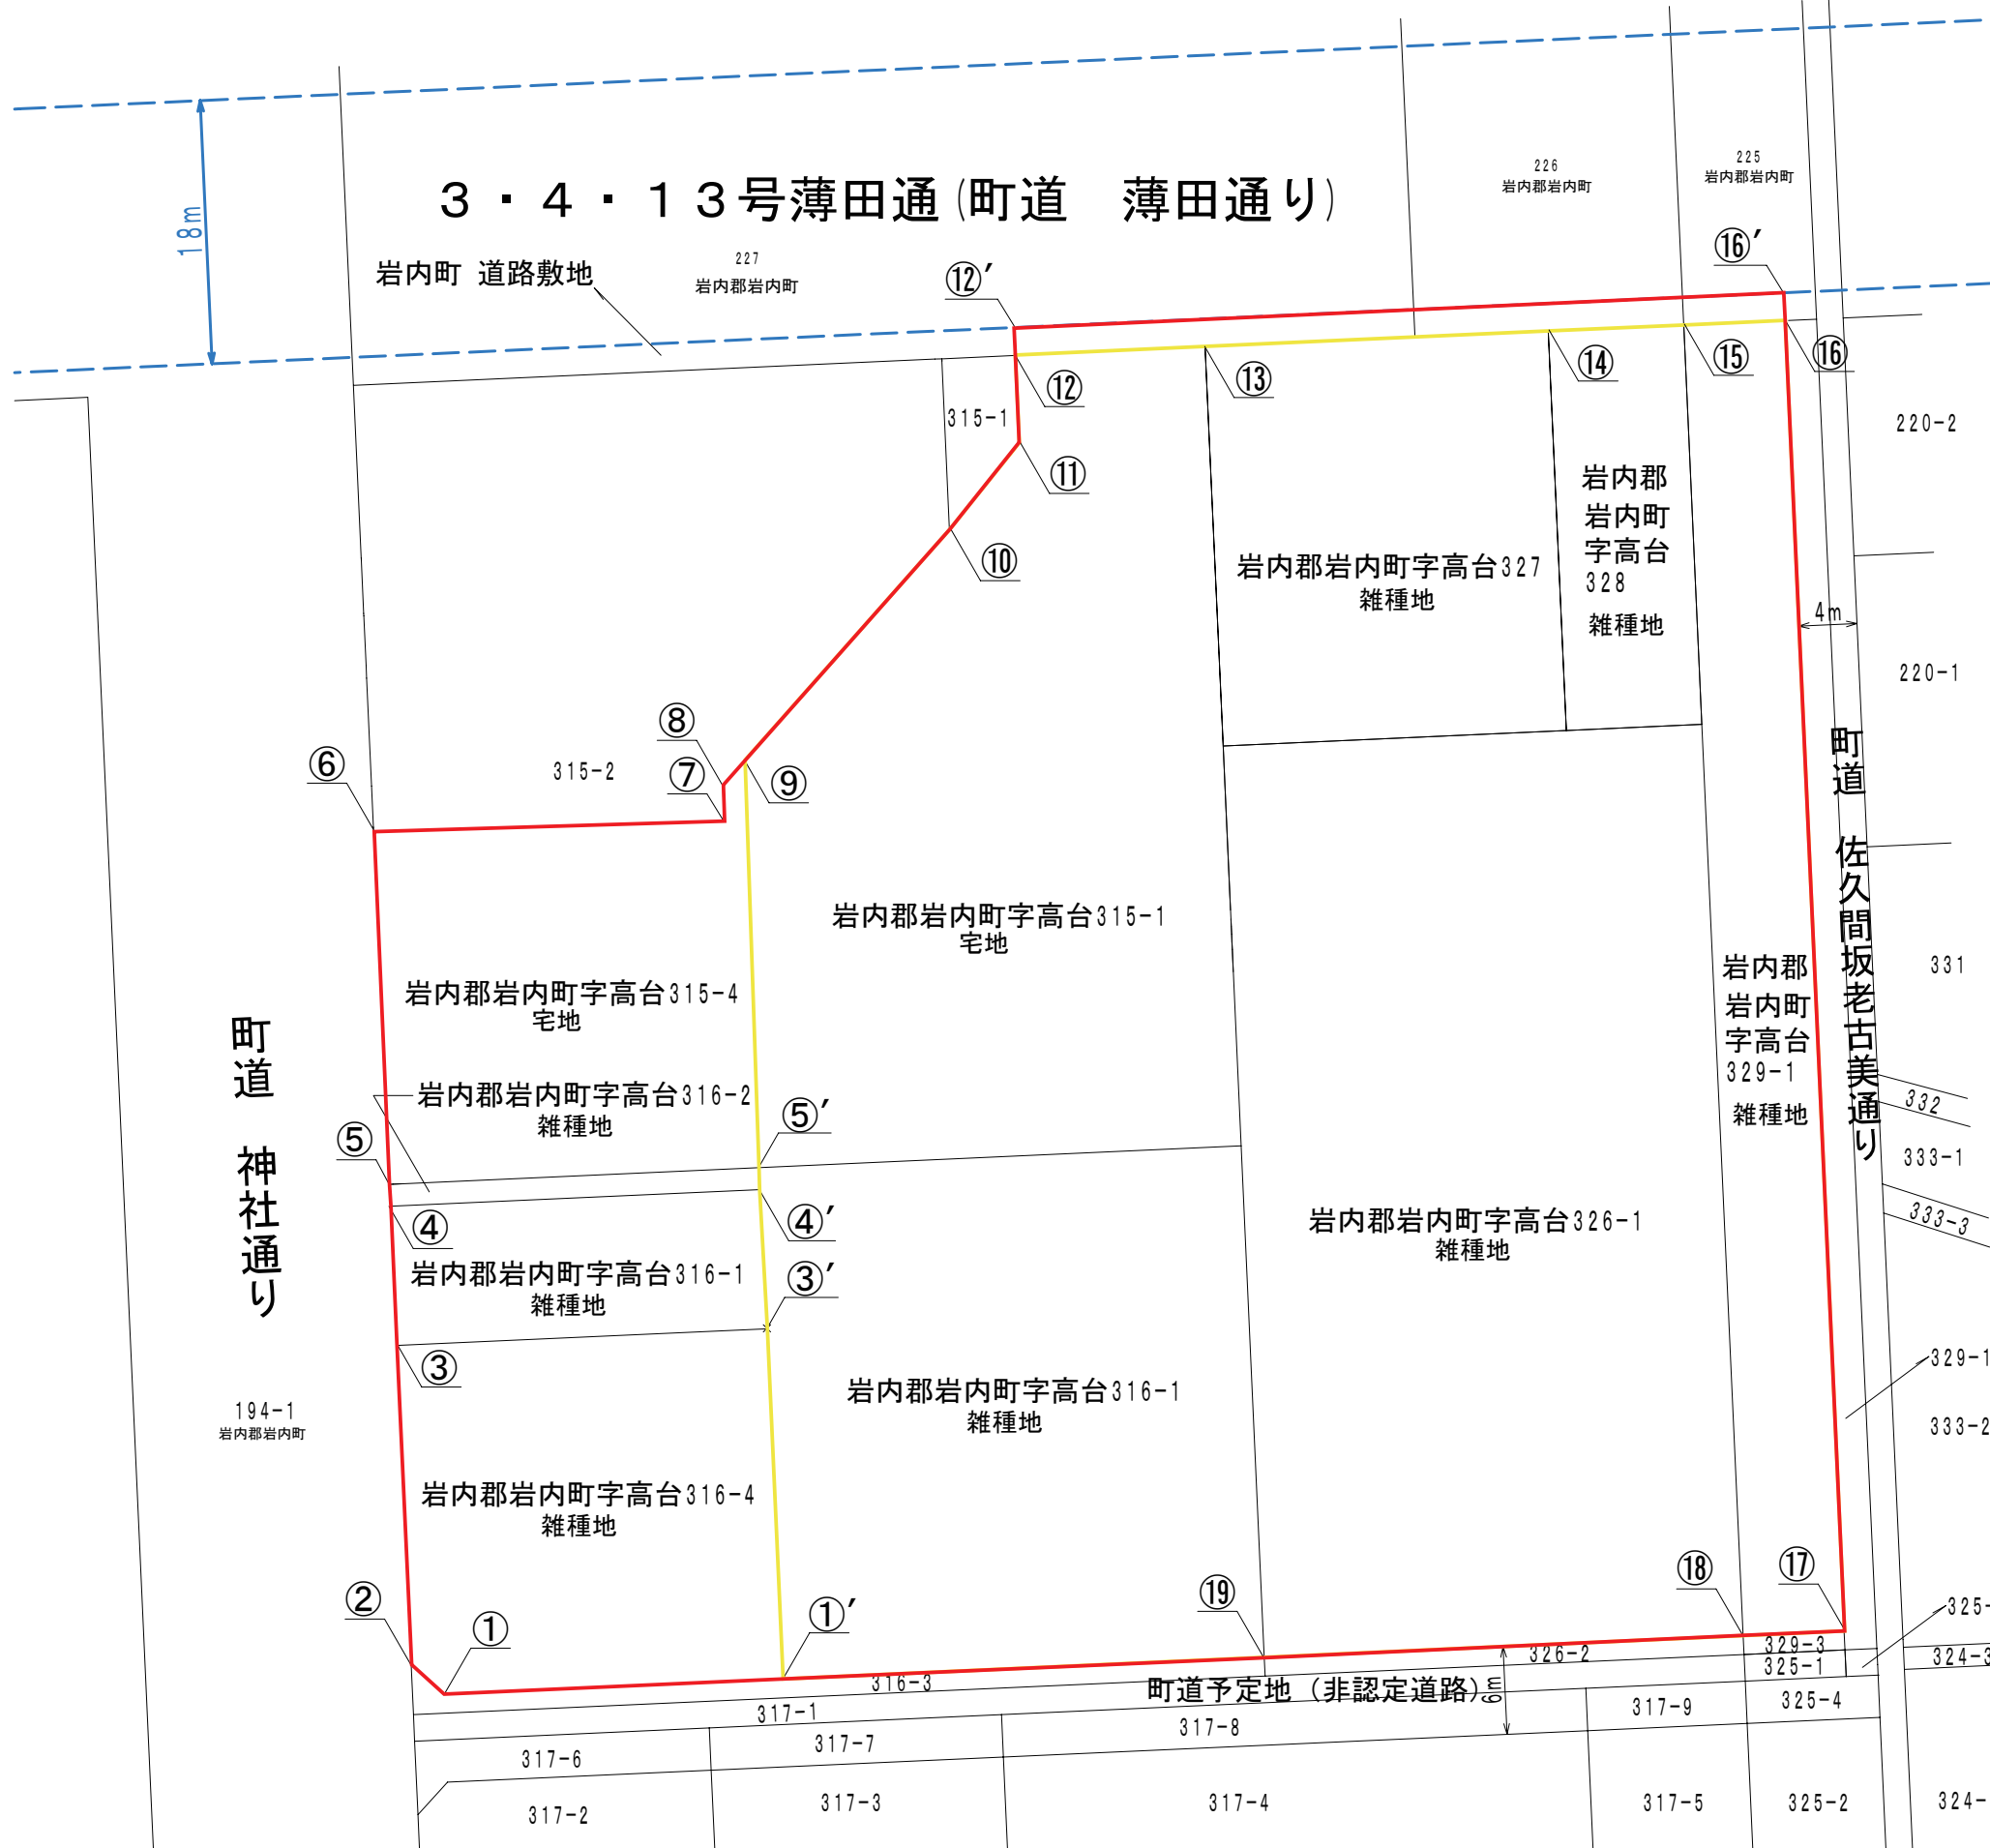 226
岩内郡岩内町
225
岩内郡岩内町
3・4・13号薄田通(町道　薄田通り)
18m
岩内町 道路敷地
227
岩内郡岩内町
⑫′
⑯′
⑫
⑬
⑭
⑮
⑯
315-1
⑪
⑩
220-2
岩内郡
岩内町
字高台
328
雑種地
岩内郡岩内町字高台327
雑種地
4m
220-1
⑥
315-2
⑧
⑦
⑨
町道　佐久間坂老古美通り
岩内郡岩内町字高台315-1
宅地
岩内郡岩内町字高台315-4
宅地
331
岩内郡
岩内町
字高台
329-1
雑種地
町道　神社通り
岩内郡岩内町字高台316-2
雑種地
⑤
⑤′
332
333-1
333-3
④
④′
岩内郡岩内町字高台326-1
雑種地
岩内郡岩内町字高台316-1
雑種地
③′
③
岩内郡岩内町字高台316-1
雑種地
329-1
333-2
194-1
岩内郡岩内町
岩内郡岩内町字高台316-4
雑種地
②
①
①′
⑲
⑱
⑰
325-
316-3
326-2
329-3
325-1
324-3
町道予定地（非認定道路）
6m
317-1
317-6
317-7
317-8
317-9
325-4
317-2
317-3
317-4
317-5
325-2
324-